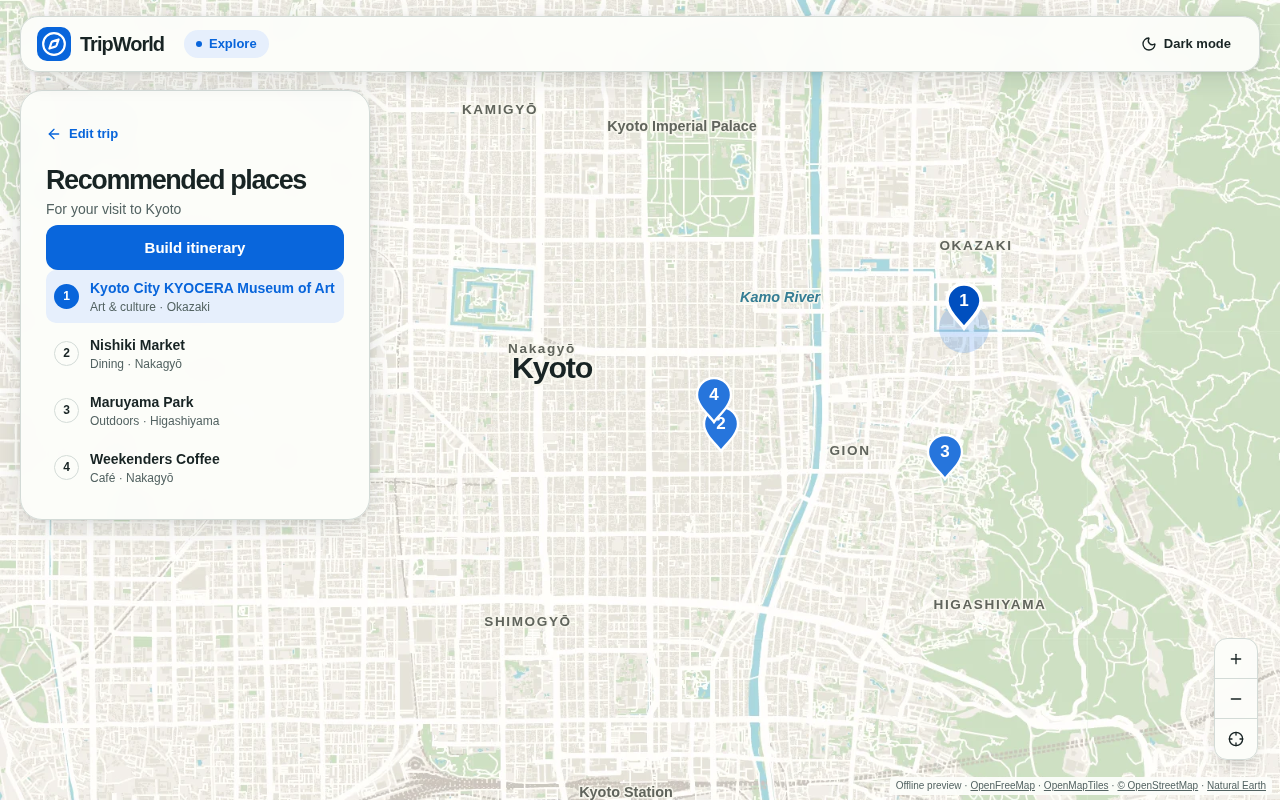 TripWorld
Explore
Dark mode
Edit trip
Recommended places
For your visit to Kyoto
Build itinerary
1
Kyoto City KYOCERA Museum of Art
Art & culture · Okazaki
2
Nishiki Market
Dining · Nakagyō
3
Maruyama Park
Outdoors · Higashiyama
4
Weekenders Coffee
Café · Nakagyō
KAMIGYŌ
Kyoto Imperial Palace
OKAZAKI
Kamo River
1
Nakagyō
Kyoto
4
2
GION
3
HIGASHIYAMA
SHIMOGYŌ
Kyoto Station
+
−
Offline preview · OpenFreeMap · OpenMapTiles · © OpenStreetMap · Natural Earth